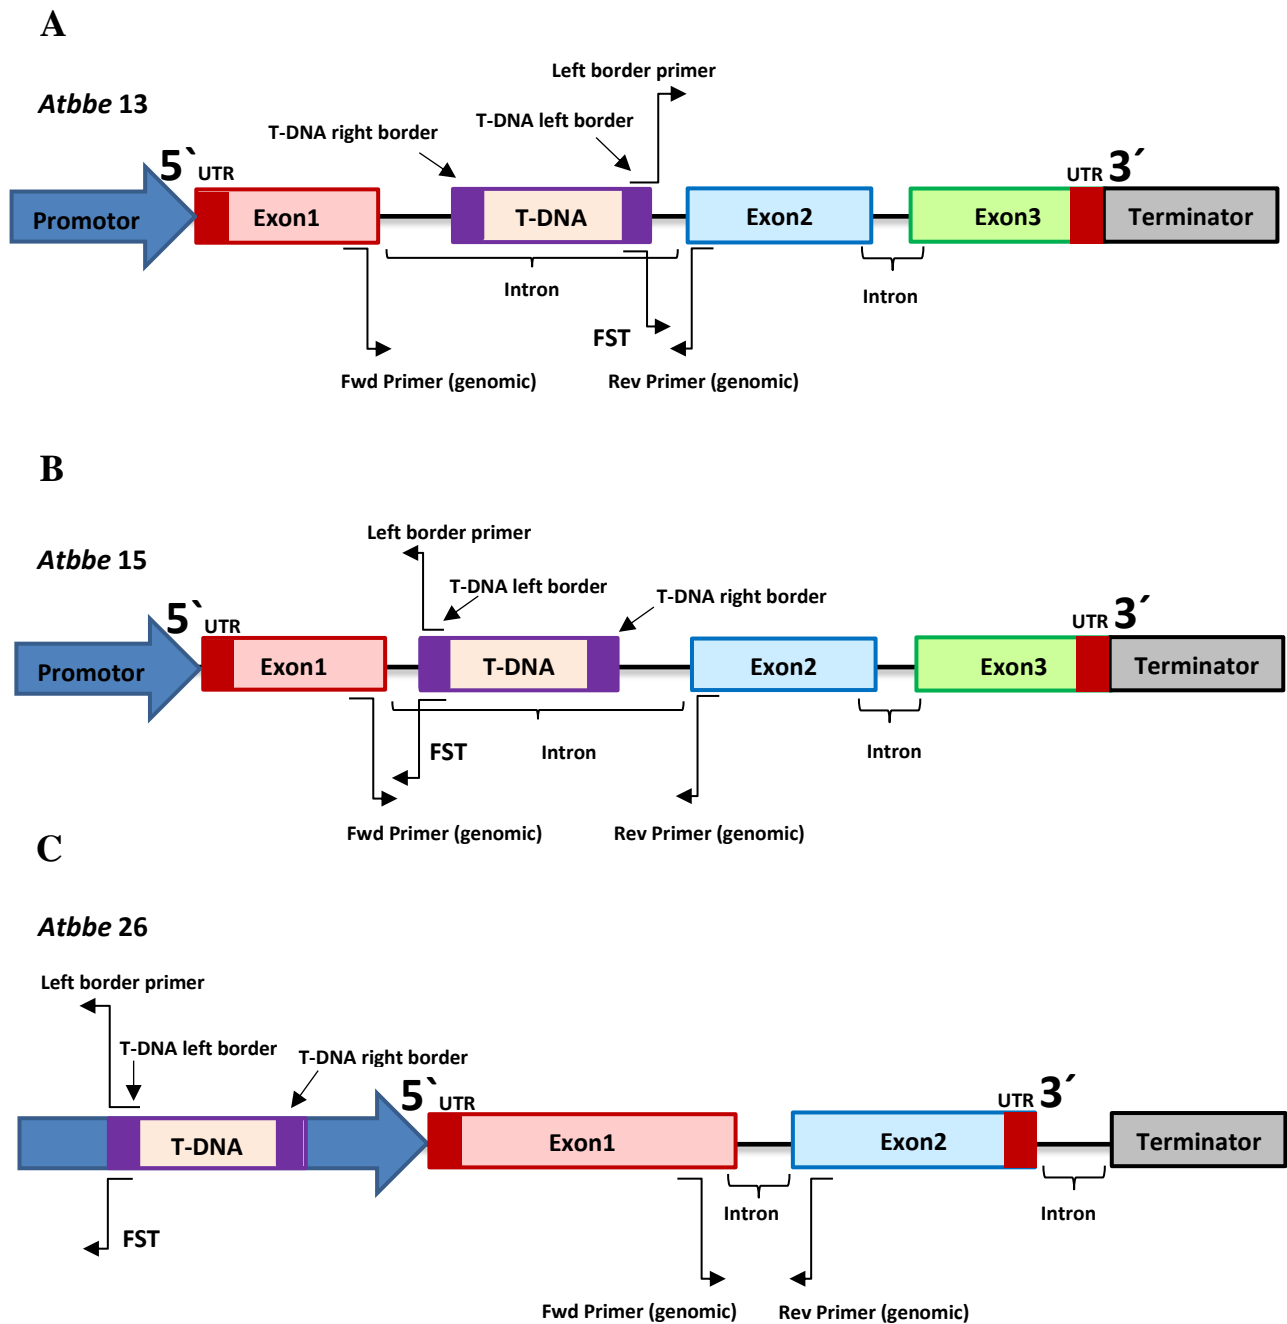 A
Left border primer
Atbbe 13
T-DNA right border
T-DNA left border
5` UTR
UTR 3´
Promotor
Exon1
T-DNA
Exon2
Exon3
Terminator
Intron
Intron
FST
Fwd Primer (genomic)
Rev Primer (genomic)
B
Left border primer
Atbbe 15
T-DNA left border
T-DNA right border
5` UTR
UTR 3´
Promotor
Exon1
T-DNA
Exon2
Exon3
Terminator
FST
Intron
Intron
Fwd Primer (genomic)
Rev Primer (genomic)
C
Atbbe 26
Left border primer
T-DNA left border
T-DNA right border
5` UTR
UTR 3´
T-DNA
Exon1
Exon2
Terminator
Intron
Intron
FST
Fwd Primer (genomic)
Rev Primer (genomic)